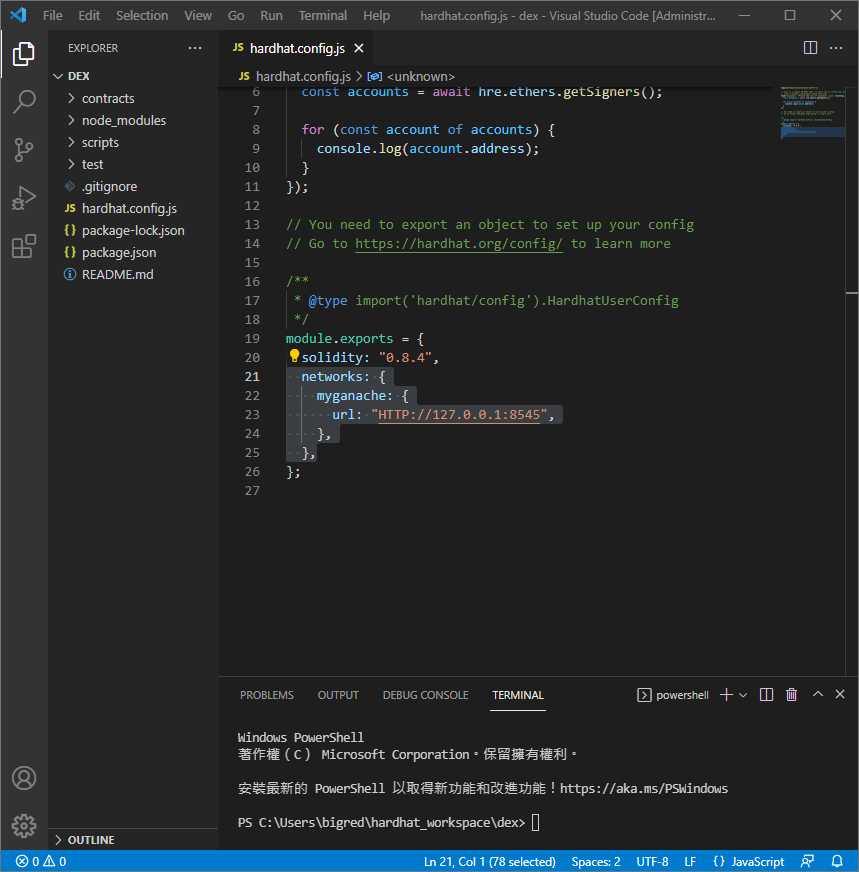 File Edit Selection View Go Run Terminal Help hardhat.config.js - dex - Visual Studio Code [Administr...
EXPLORER
DEX
contracts
node_modules
scripts
test
.gitignore
JS hardhat.config.js
{} package-lock.json
{} package.json
README.md
OUTLINE
JS hardhat.config.js
JS hardhat.config.js > <unknown>
6 const accounts = await hre.ethers.getSigners();
7
8 for (const account of accounts) {
9 console.log(account.address);
10 }
11 });
12
13 // You need to export an object to set up your config
14 // Go to https://hardhat.org/config/ to learn more
15
16 /**
17 * @type import('hardhat/config').HardhatUserConfig
18 */
19 module.exports = {
20 solidity: "0.8.4",
21 networks: {
22 myganache: {
23 url: "HTTP://127.0.0.1:8545",
24 },
25 },
26 };
27
PROBLEMS OUTPUT DEBUG CONSOLE TERMINAL powershell
Windows PowerShell
著作權 (C) Microsoft Corporation。保留擁有權利。
安裝最新的 PowerShell 以取得新功能和改進功能！https://aka.ms/PSWindows
PS C:\Users\bigred\hardhat_workspace\dex>
0 0 Ln 21, Col 1 (78 selected) Spaces: 2 UTF-8 LF {} JavaScript